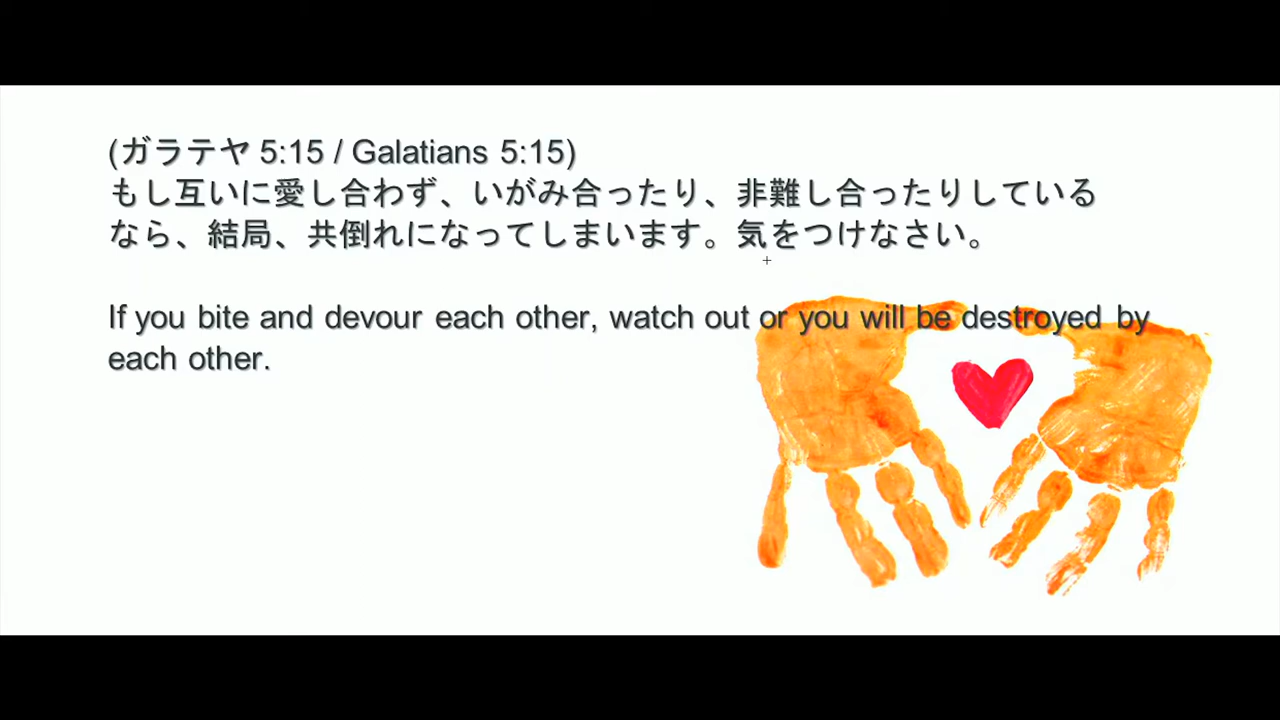 (ガラテヤ 5:15 / Galatians 5:15)
もし互いに愛し合わず、いがみ合ったり、非難し合ったりしている
なら、結局、共倒れになってしまいます。気をつけなさい。
If you bite and devour each other, watch out or you will be destroyed by
each other.